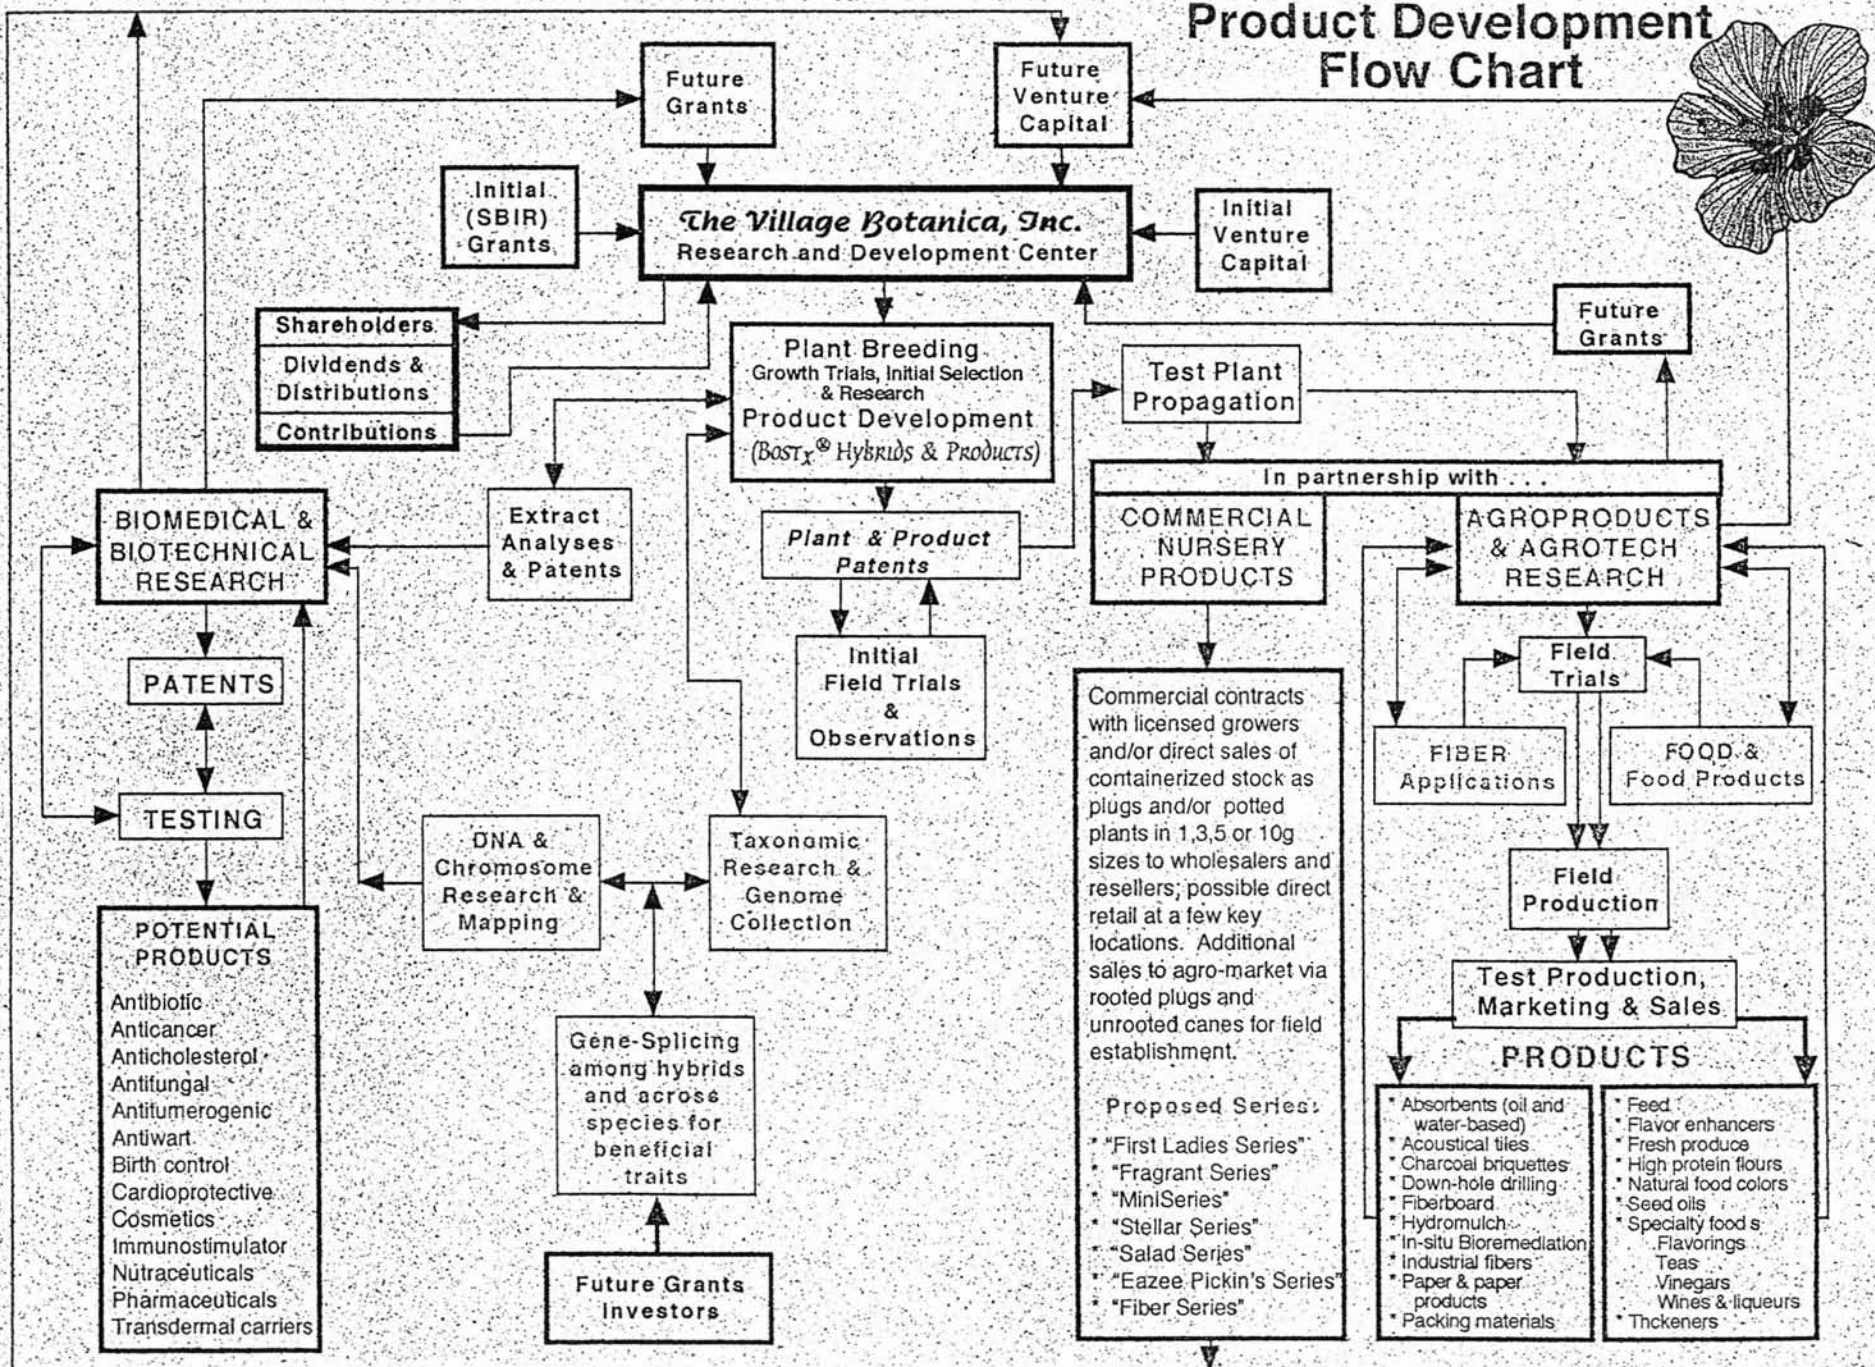 Product Development
Flow Chart
Future
Grants
Future
Venture
Capital
Initial
(SBIR)
Grants
The Village Botanica, Inc.
Research and Development Center
Initial
Venture
Capital
Shareholders
Dividends &
Distributions
Contributions
Plant Breeding
Growth Trials, Initial Selection
& Research
Product Development
(BOSTx® HYBRIDS & PRODUCTS)
Test Plant
Propagation
Future
Grants
In partnership with . . .
COMMERCIAL
NURSERY
PRODUCTS
AGROPRODUCTS
& AGROTECH
RESEARCH
BIOMEDICAL &
BIOTECHNICAL
RESEARCH
Extract
Analyses
& Patents
Plant & Product
Patents
Initial
Field Trials
&
Observations
PATENTS
TESTING
Field
Trials
FIBER
Applications
FOOD &
Food Products
DNA &
Chromosome
Research &
Mapping
Taxonomic
Research &
Genome
Collection
Field
Production
Gene-Splicing
among hybrids
and across
species for
beneficial
traits
Future Grants
Investors
POTENTIAL
PRODUCTS
Antibiotic
Anticancer
Anticholesterol
Antifungal
Antitumerogenic
Antiwart
Birth control
Cardioprotective
Cosmetics
Immunostimulator
Nutraceuticals
Pharmaceuticals
Transdermal carriers
Commercial contracts
with licensed growers
and/or direct sales of
containerized stock as
plugs and/or potted
plants in 1,3,5 or 10g
sizes to wholesalers and
resellers; possible direct
retail at a few key
locations. Additional
sales to agro-market via
rooted plugs and
unrooted canes for field
establishment.
Proposed Series:
* "First Ladies Series"
* "Fragrant Series"
* "MiniSeries"
* "Stellar Series"
* "Salad Series"
* "Eazee Pickin's Series"
* "Fiber Series"
Test Production,
Marketing & Sales
PRODUCTS
* Absorbents (oil and
water-based)
* Acoustical tiles
* Charcoal briquettes
* Down-hole drilling
* Fiberboard
* Hydromulch
* In-situ Bioremediation
* Industrial fibers
* Paper & paper
products
* Packing materials
* Feed
* Flavor enhancers
* Fresh produce
* High protein flours
* Natural food colors
* Seed oils
* Specialty food s
Flavorings
Teas
Vinegars
Wines & liqueurs
* Thckeners